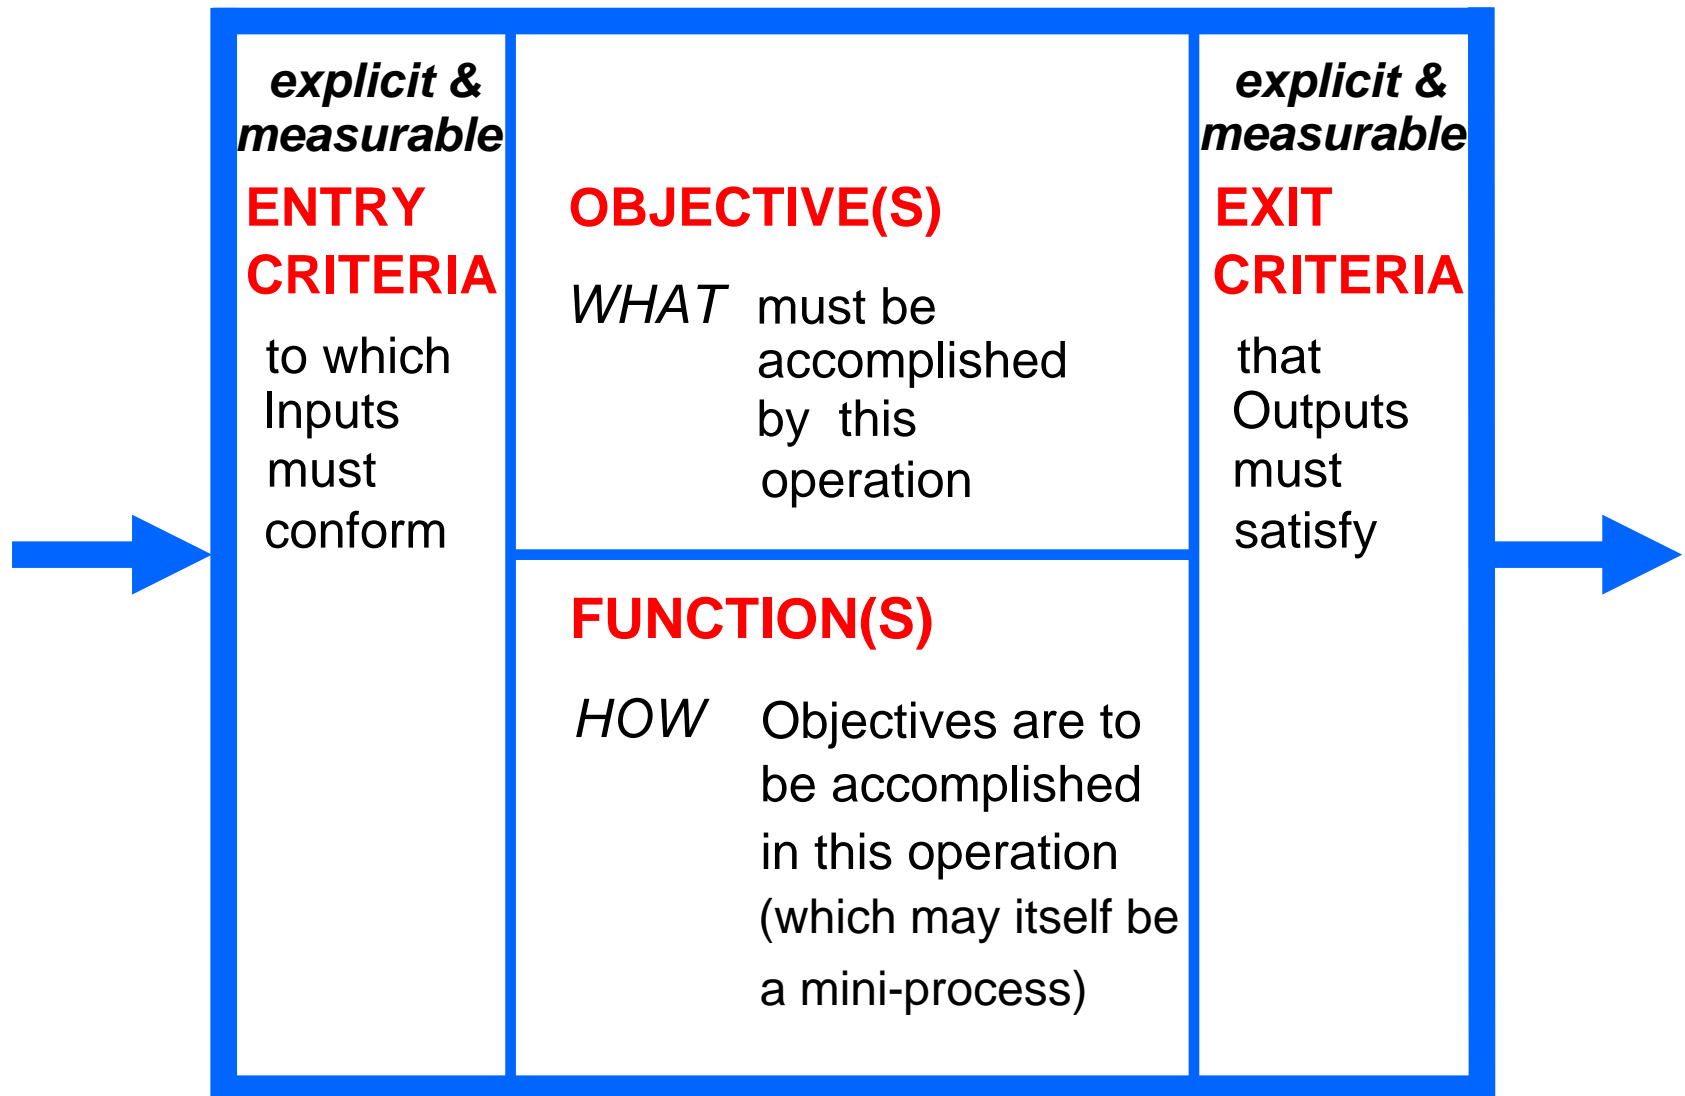 explicit &
measurable
ENTRY
CRITERIA
to which
Inputs
must
conform
OBJECTIVE(S)
WHAT must be
accomplished
by this
operation
FUNCTION(S)
HOW Objectives are to
be accomplished
in this operation
(which may itself be
a mini-process)
explicit &
measurable
EXIT
CRITERIA
that
Outputs
must
satisfy